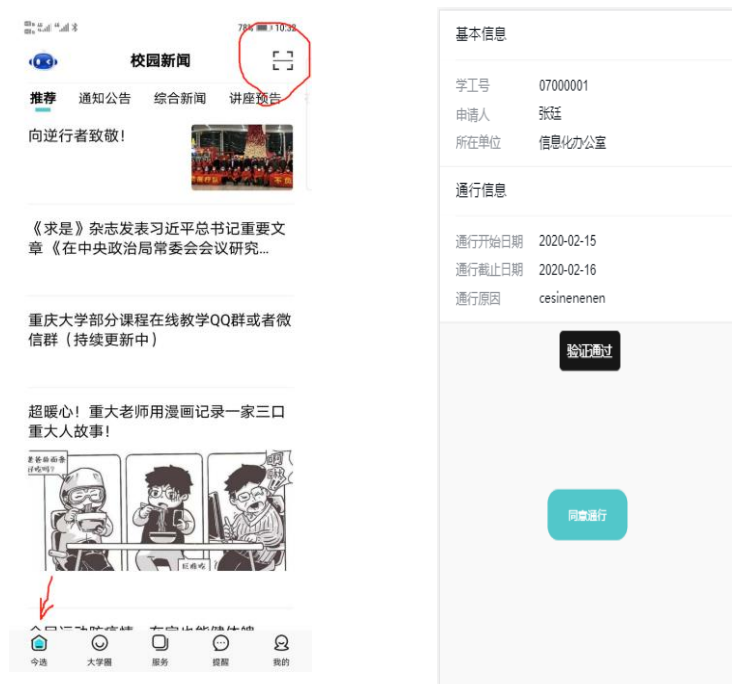 78% 10:32
校园新闻
推荐 通知公告 综合新闻 讲座预告
向逆行者致敬！
《求是》杂志发表习近平总书记重要文
章《在中央政治局常委会会议研究...
重庆大学部分课程在线教学QQ群或者微
信群（持续更新中）
超暖心！重大老师用漫画记录一家三口
重大人故事！
今选 大学圈 服务 提醒 我的
基本信息
学工号 07000001
申请人 张廷
所在单位 信息化办公室
通行信息
通行开始日期 2020-02-15
通行截止日期 2020-02-16
通行原因 cesinenenen
验证通过
同意通行